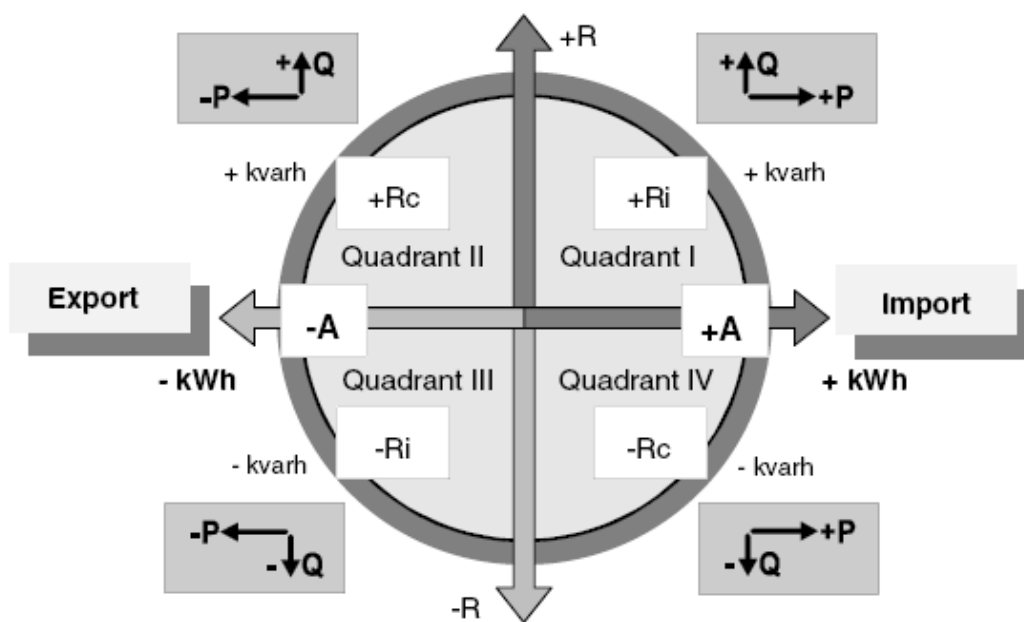 +R
+Q
-P
+Q
+P
+ kvarh
+ kvarh
+Rc
+Ri
Quadrant II
Quadrant I
Export
Import
-A
+A
- kWh
+ kWh
Quadrant III
Quadrant IV
-Ri
-Rc
- kvarh
- kvarh
-P
- Q
+P
- Q
-R